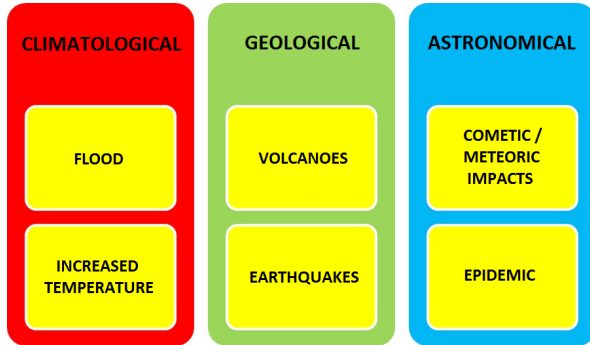 CLIMATOLOGICAL
FLOOD
INCREASED
TEMPERATURE
GEOLOGICAL
VOLCANOES
EARTHQUAKES
ASTRONOMICAL
COMETIC /
METEORIC
IMPACTS
EPIDEMIC